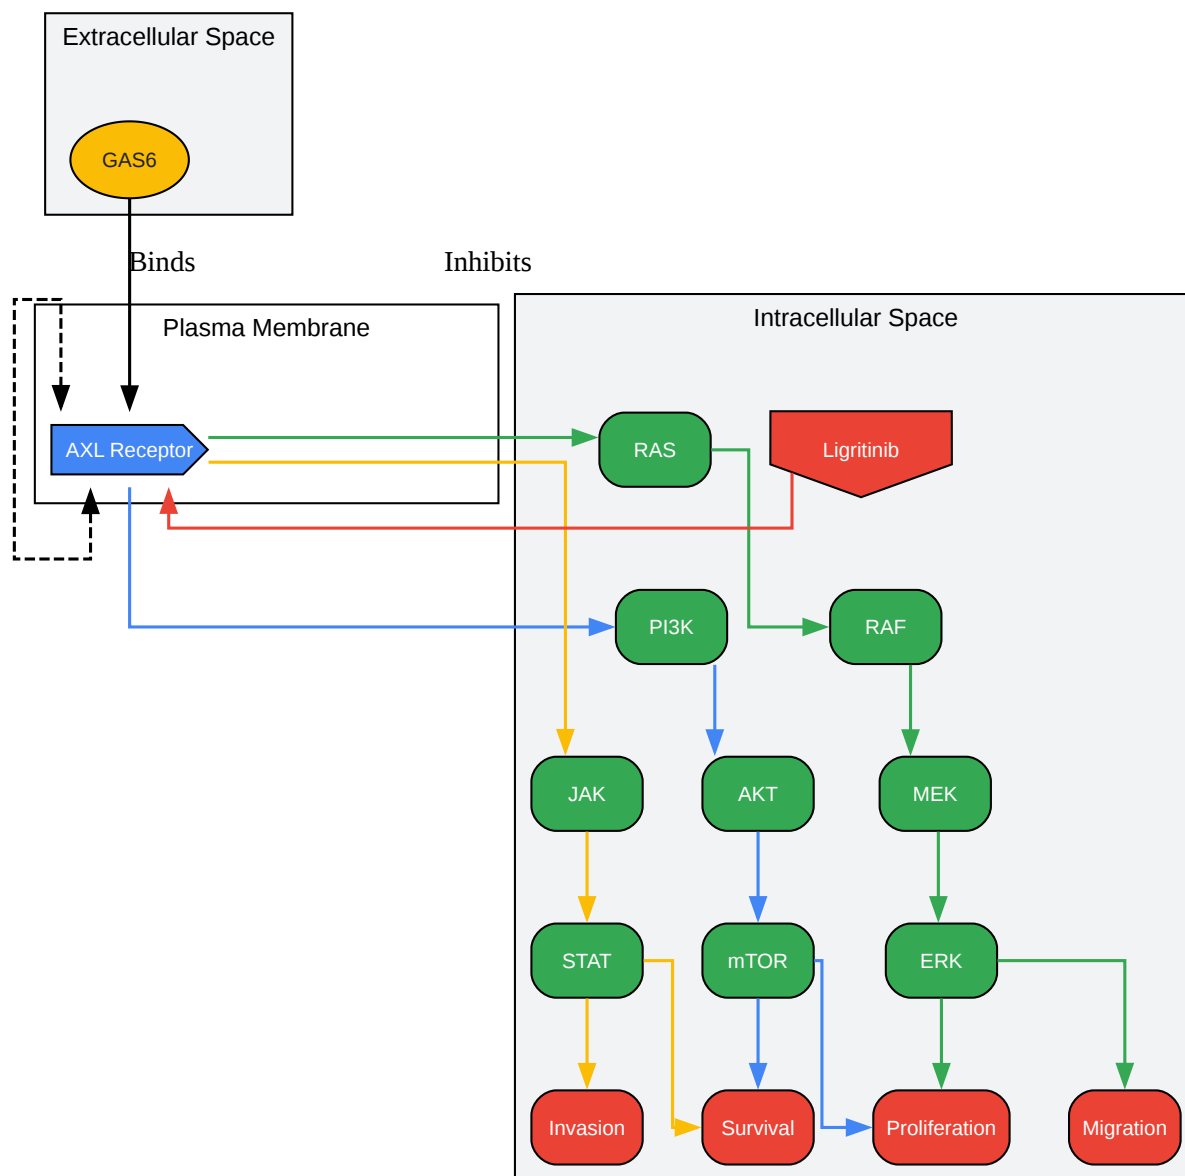 Extracellular Space
GAS6
Binds
Inhibits
Plasma Membrane
Intracellular Space
AXL Receptor
RAS
Ligritinib
PI3K
RAF
JAK
AKT
MEK
STAT
mTOR
ERK
Invasion
Survival
Proliferation
Migration